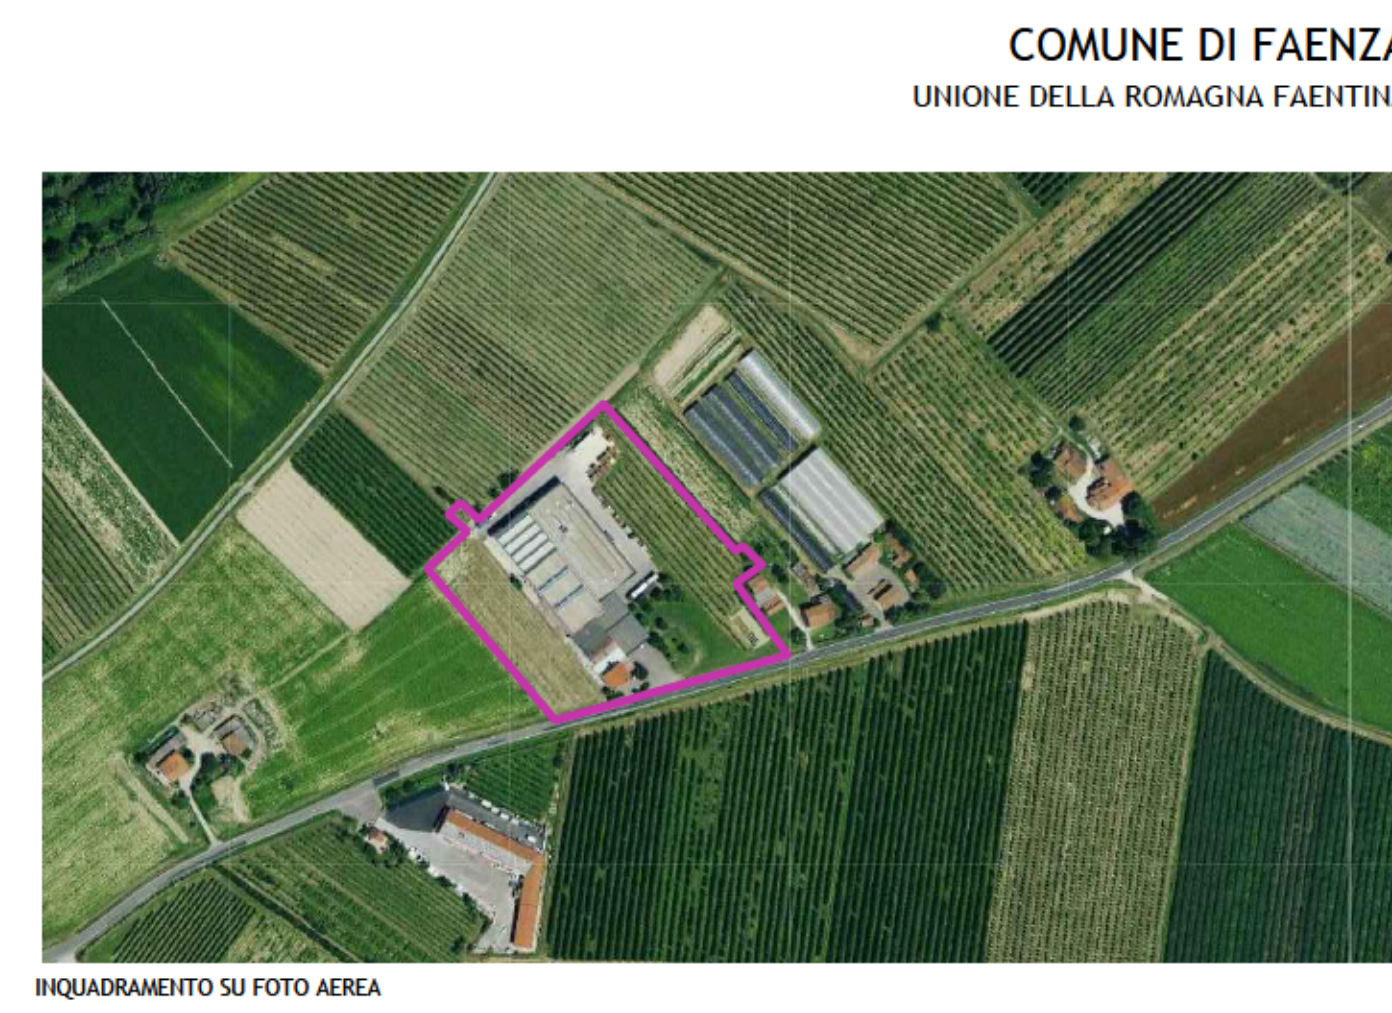 COMUNE DI FAENZA
UNIONE DELLA ROMAGNA FAENTINA
INQUADRAMENTO SU FOTO AEREA